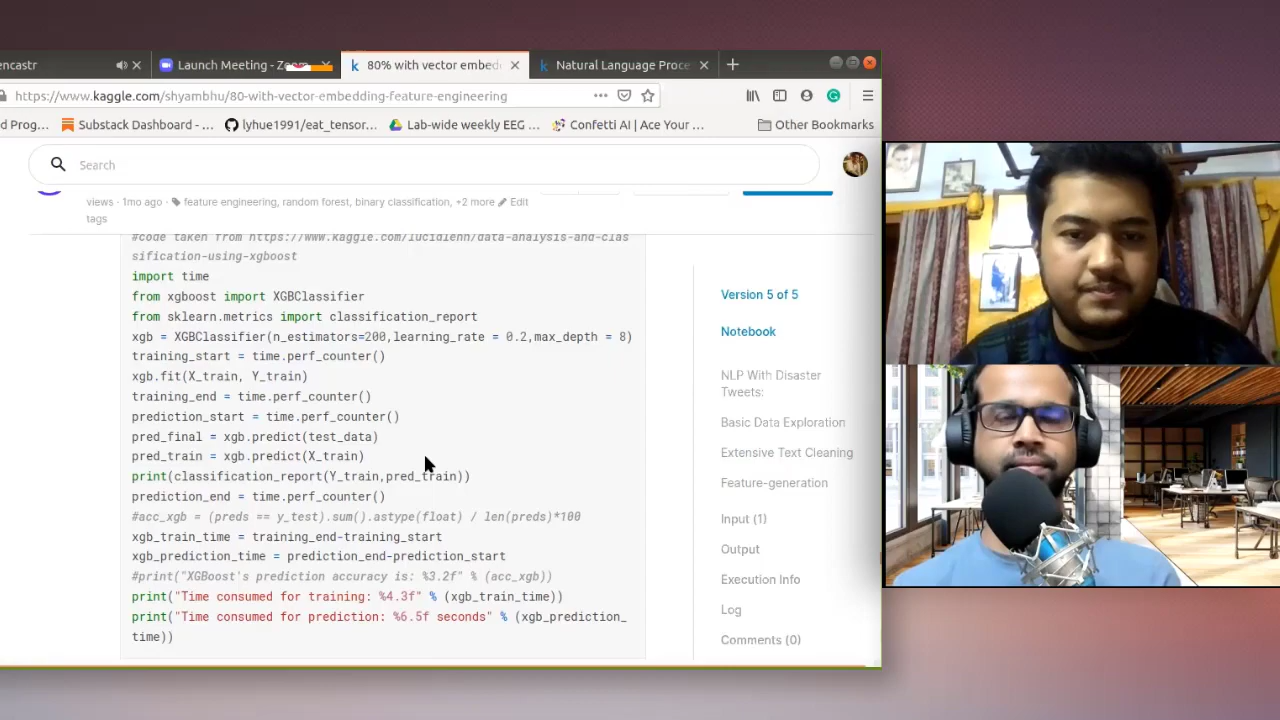 encastr
Launch Meeting - Zoom
80% with vector embed
Natural Language Proce
https://www.kaggle.com/shyambhu/80-with-vector-embedding-feature-engineering
d Prog... Substack Dashboard - ... lyhue1991/eat_tensor... Lab-wide weekly EEG ... Confetti AI | Ace Your ... Other Bookmarks
Search
views · 1mo ago · feature engineering, random forest, binary classification, +2 more Edit
tags
#code taken from https://www.kaggle.com/lucidlenn/data-analysis-and-clas
sification-using-xgboost
import time
from xgboost import XGBClassifier
from sklearn.metrics import classification_report
xgb = XGBClassifier(n_estimators=200,learning_rate = 0.2,max_depth = 8)
training_start = time.perf_counter()
xgb.fit(X_train, Y_train)
training_end = time.perf_counter()
prediction_start = time.perf_counter()
pred_final = xgb.predict(test_data)
pred_train = xgb.predict(X_train)
print(classification_report(Y_train,pred_train))
prediction_end = time.perf_counter()
#acc_xgb = (preds == y_test).sum().astype(float) / len(preds)*100
xgb_train_time = training_end-training_start
xgb_prediction_time = prediction_end-prediction_start
#print("XGBoost's prediction accuracy is: %3.2f" % (acc_xgb))
print("Time consumed for training: %4.3f" % (xgb_train_time))
print("Time consumed for prediction: %6.5f seconds" % (xgb_prediction_
time))
Version 5 of 5
Notebook
NLP With Disaster
Tweets:
Basic Data Exploration
Extensive Text Cleaning
Feature-generation
Input (1)
Output
Execution Info
Log
Comments (0)